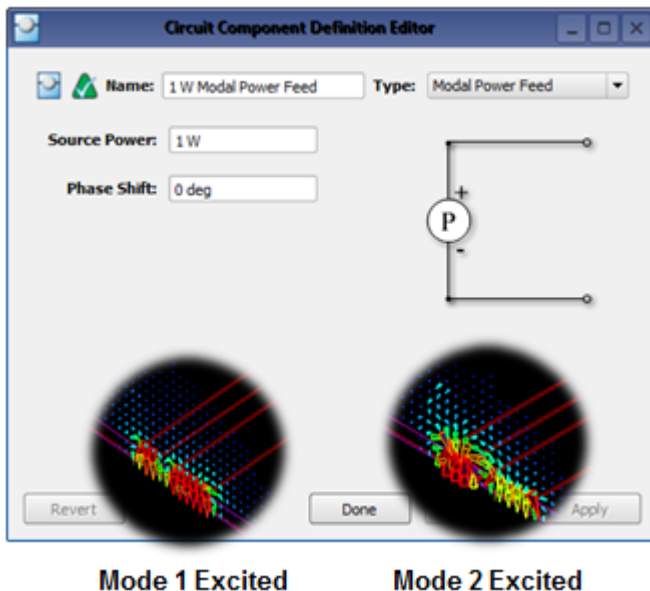 Circuit Component Definition Editor
Name: 1 W Modal Power Feed Type: Modal Power Feed
Source Power: 1 W
Phase Shift: 0 deg
+
P
-
Revert Done Apply
Mode 1 Excited Mode 2 Excited